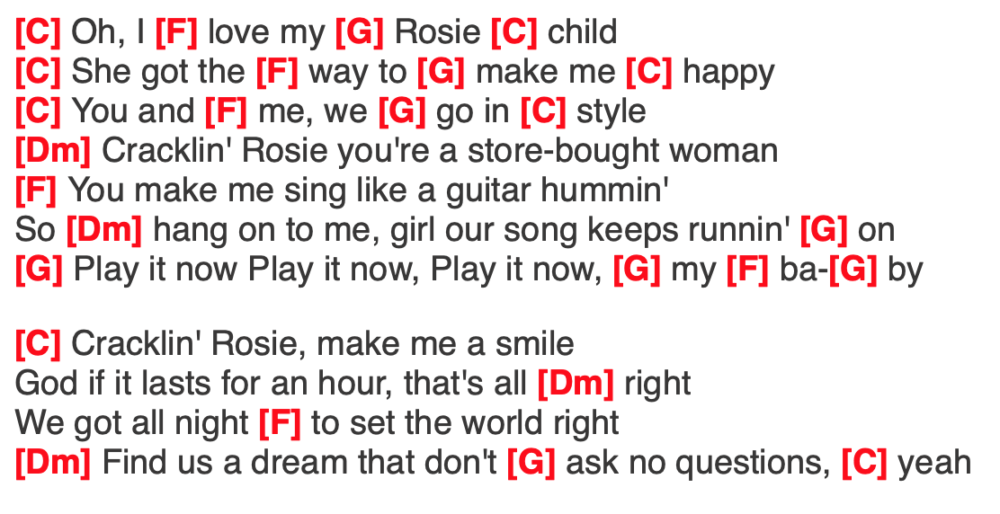 [C] Oh, I [F] love my [G] Rosie [C] child
[C] She got the [F] way to [G] make me [C] happy
[C] You and [F] me, we [G] go in [C] style
[Dm] Cracklin' Rosie you're a store-bought woman
[F] You make me sing like a guitar hummin'
So [Dm] hang on to me, girl our song keeps runnin' [G] on
[G] Play it now Play it now, Play it now, [G] my [F] ba-[G] by

[C] Cracklin' Rosie, make me a smile
God if it lasts for an hour, that's all [Dm] right
We got all night [F] to set the world right
[Dm] Find us a dream that don't [G] ask no questions, [C] yeah